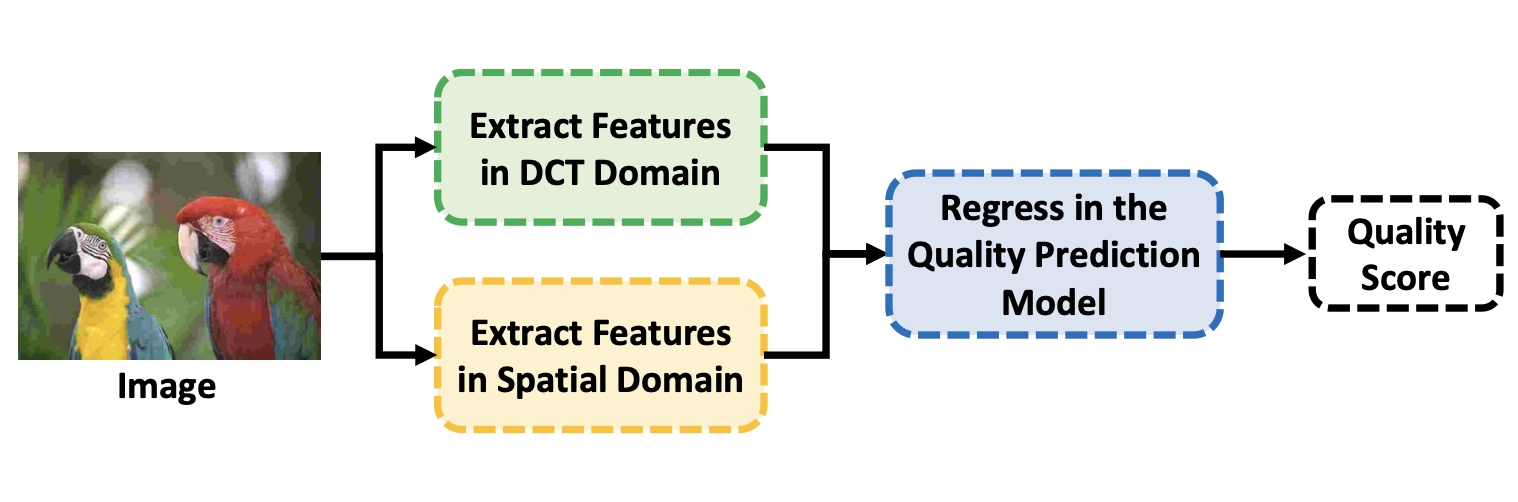 Image
Extract Features
in DCT Domain
Extract Features
in Spatial Domain
Regress in the
Quality Prediction
Model
Quality
Score